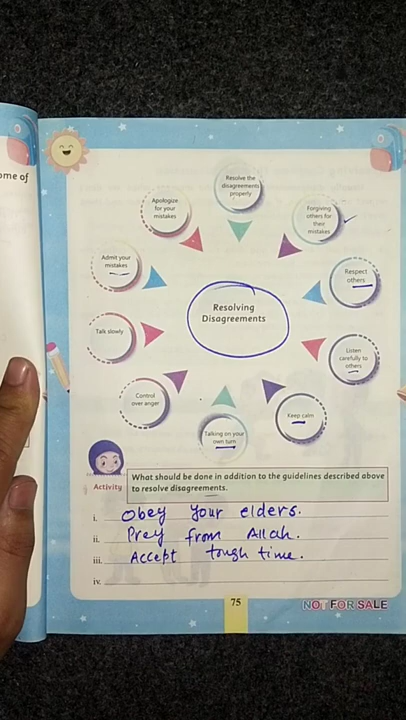 ome of
Resolve the
disagreements
properly
Apologize
for your
mistakes
Forgiving
others for
their
mistakes
Admit your
mistakes
Respect
others
Resolving
Disagreements
Talk slowly
Listen
carefully to
others
Control
over anger
Keep calm
Talking on your
own turn
Activity
What should be done in addition to the guidelines described above
to resolve disagreements.
i. Obey your elders.
ii. Prey from Allah.
iii. Accept tough time.
iv.
75
NOT FOR SALE